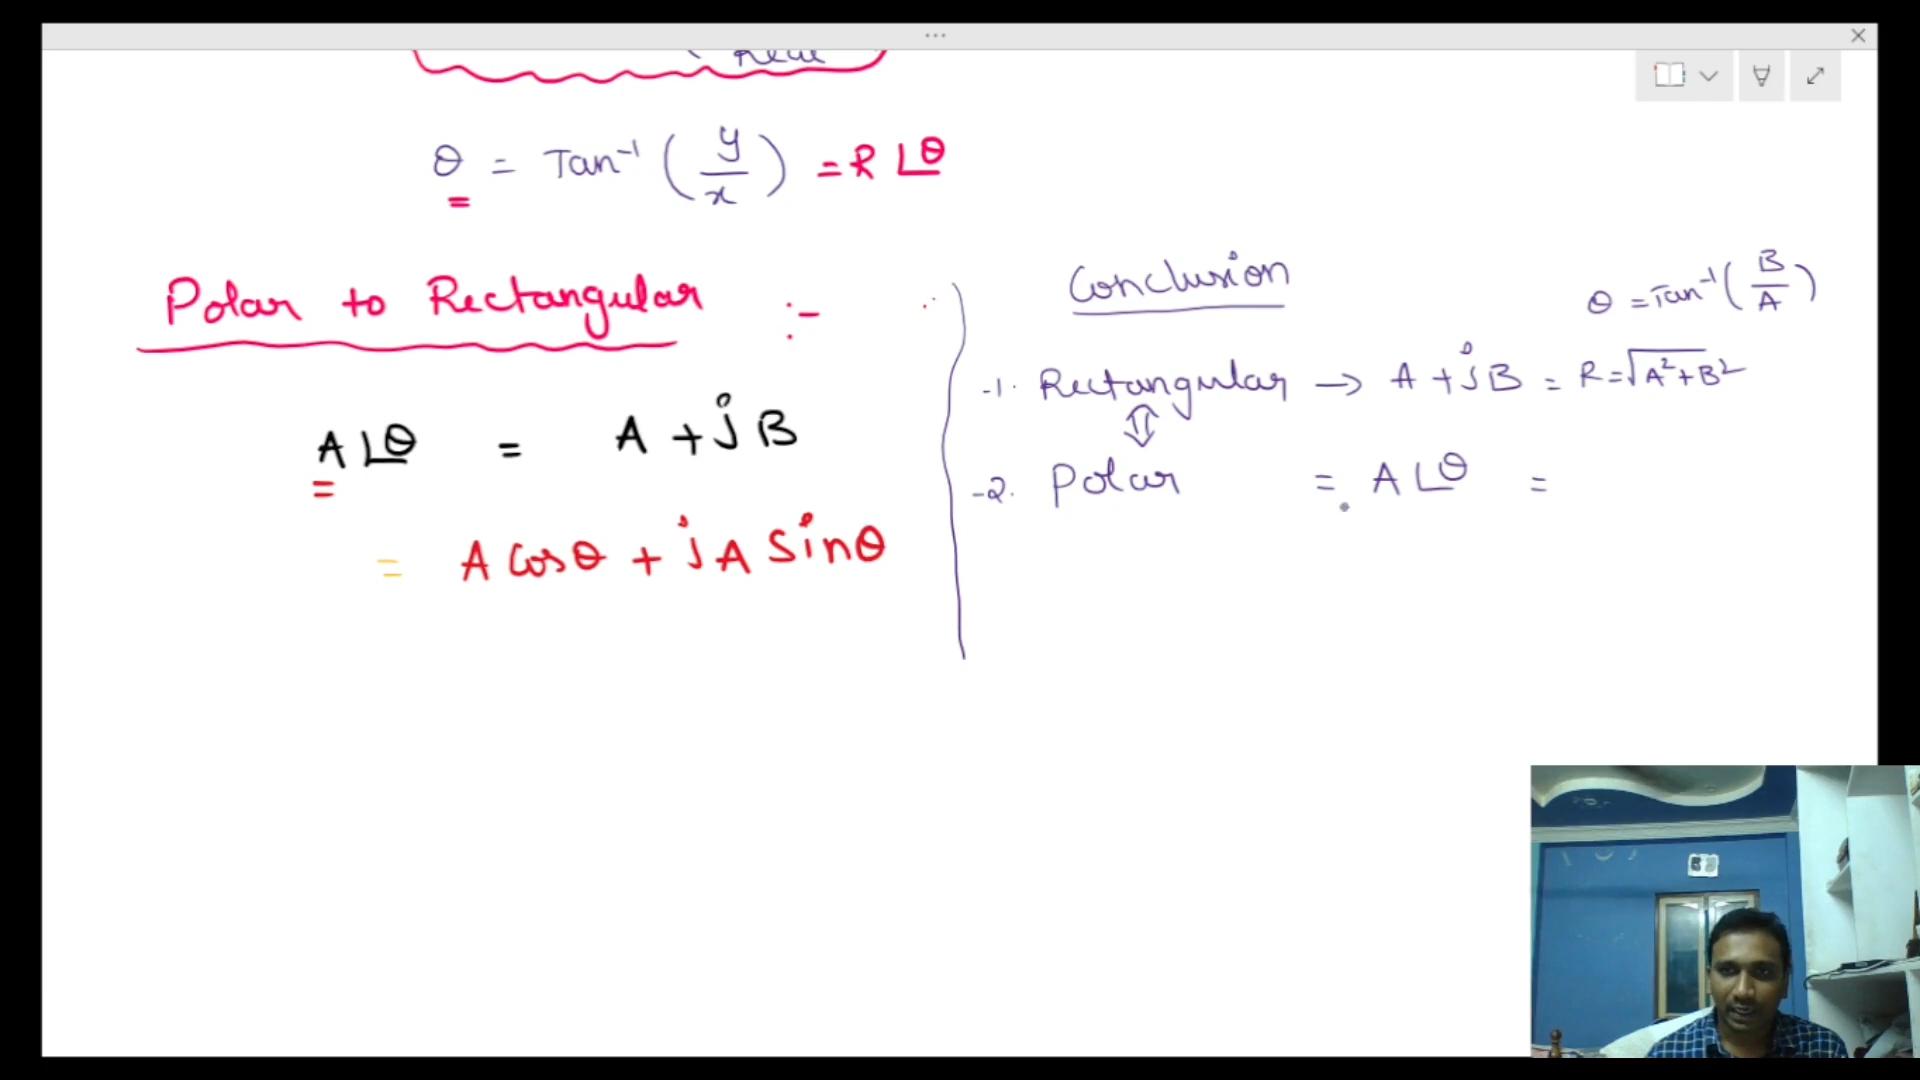 Real
θ = Tan⁻¹ (y/x) = R∠θ
Polar to Rectangular :-
A∠θ = A + jB
= A Cosθ + jA Sinθ
Conclusion
θ = Tan⁻¹ (B/A)
1. Rectangular → A + jB = R = √A² + B²
⇕
2. Polar = A∠θ =